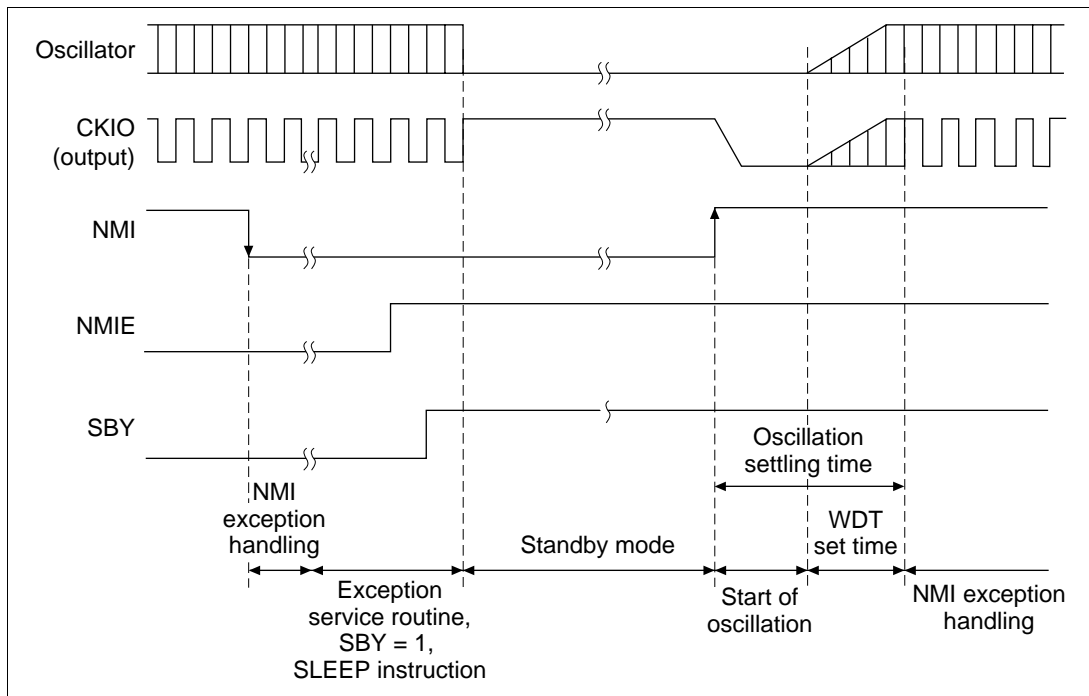 Oscillator
CKIO
(output)
NMI
NMIE
SBY
Oscillation
settling time
NMI
exception
handling
WDT
set time
Standby mode
Exception
service routine,
SBY = 1,
SLEEP instruction
Start of
oscillation
NMI exception
handling